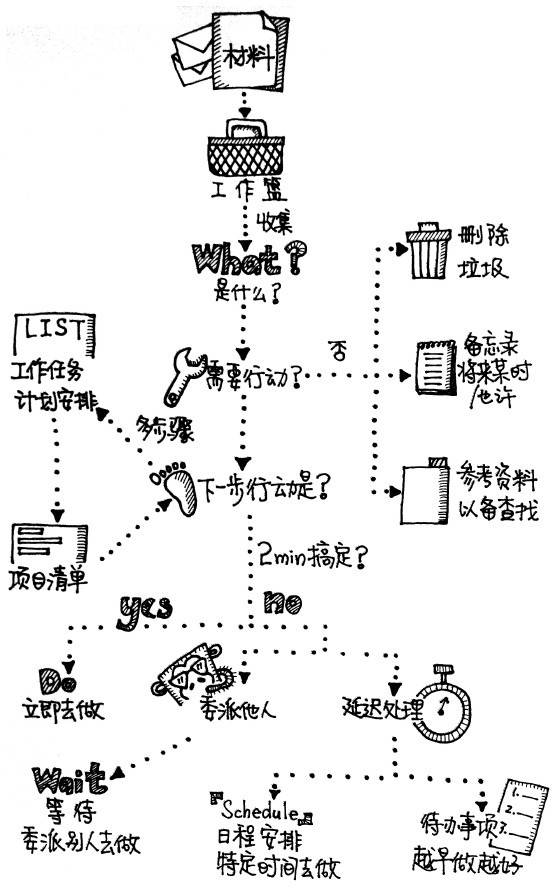 材料
工作篮
收集
What?
是什么?
删除
垃圾
否
需要行动?
备忘录
将来某时
/也许
LIST
工作任务
计划安排
多步骤
下一步行动是?
参考资料
以备查找
项目清单
2min搞定?
yes
no
Do
立即去做
委派他人
延迟处理
Wait
等待
委派别人去做
Schedule
日程安排
特定时间去做
1.
2.
3.
待办事项
越早做越好